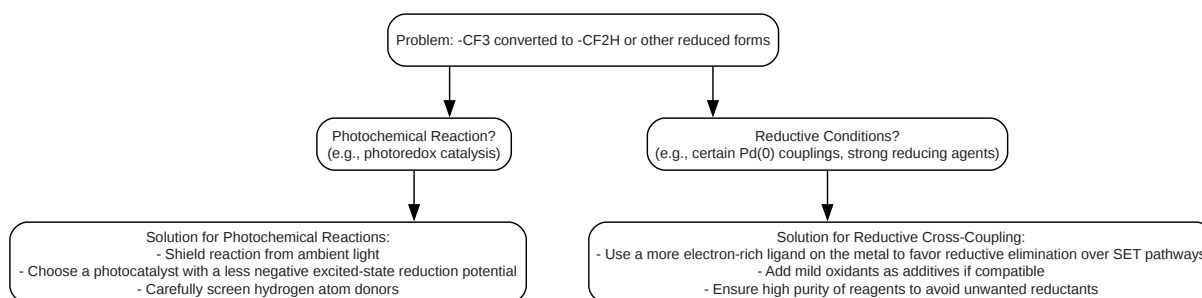 Problem: -CF3 converted to -CF2H or other reduced forms
Photochemical Reaction?
(e.g., photoredox catalysis)
Reductive Conditions?
(e.g., certain Pd(0) couplings, strong reducing agents)
Solution for Photochemical Reactions:
- Shield reaction from ambient light
- Choose a photocatalyst with a less negative excited-state reduction potential
- Carefully screen hydrogen atom donors
Solution for Reductive Cross-Coupling:
- Use a more electron-rich ligand on the metal to favor reductive elimination over SET pathways
- Add mild oxidants as additives if compatible
- Ensure high purity of reagents to avoid unwanted reductants